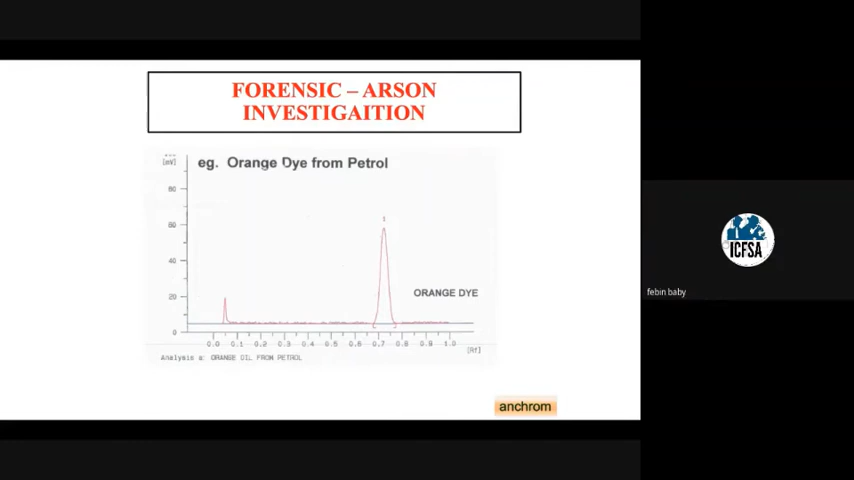 FORENSIC – ARSON
INVESTIGAITION
[mV]
eg. Orange Dye from Petrol
80
60
40
20
0
1
ORANGE DYE
0.0 0.1 0.2 0.3 0.4 0.5 0.6 0.7 0.8 0.9 1.0
[Rf]
Analysis a: ORANGE OIL FROM PETROL
anchrom
ICFSA
febin baby